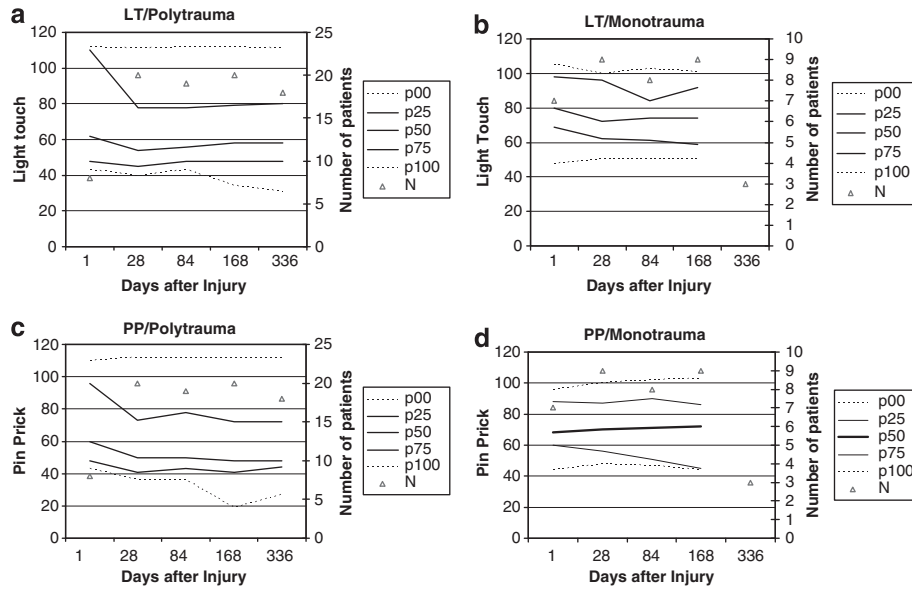 a
LT/Polytrauma
120
100
80
60
40
20
0
Light touch
25
20
15
10
5
0
Number of patients
1 28 84 168 336
Days after Injury
p00
p25
p50
p75
p100
N
b
LT/Monotrauma
120
100
80
60
40
20
0
Light Touch
10
9
8
7
6
5
4
3
2
1
0
Number of patients
1 28 84 168 336
Days after Injury
p00
p25
p50
p75
p100
N
c
PP/Polytrauma
120
100
80
60
40
20
0
Pin Prick
25
20
15
10
5
0
Number of patients
1 28 84 168 336
Days after Injury
p00
p25
p50
p75
p100
N
d
PP/Monotrauma
120
100
80
60
40
20
0
Pin Prick
10
9
8
7
6
5
4
3
2
1
0
Number of patients
1 28 84 168 336
Days after Injury
p00
p25
p50
p75
p100
N